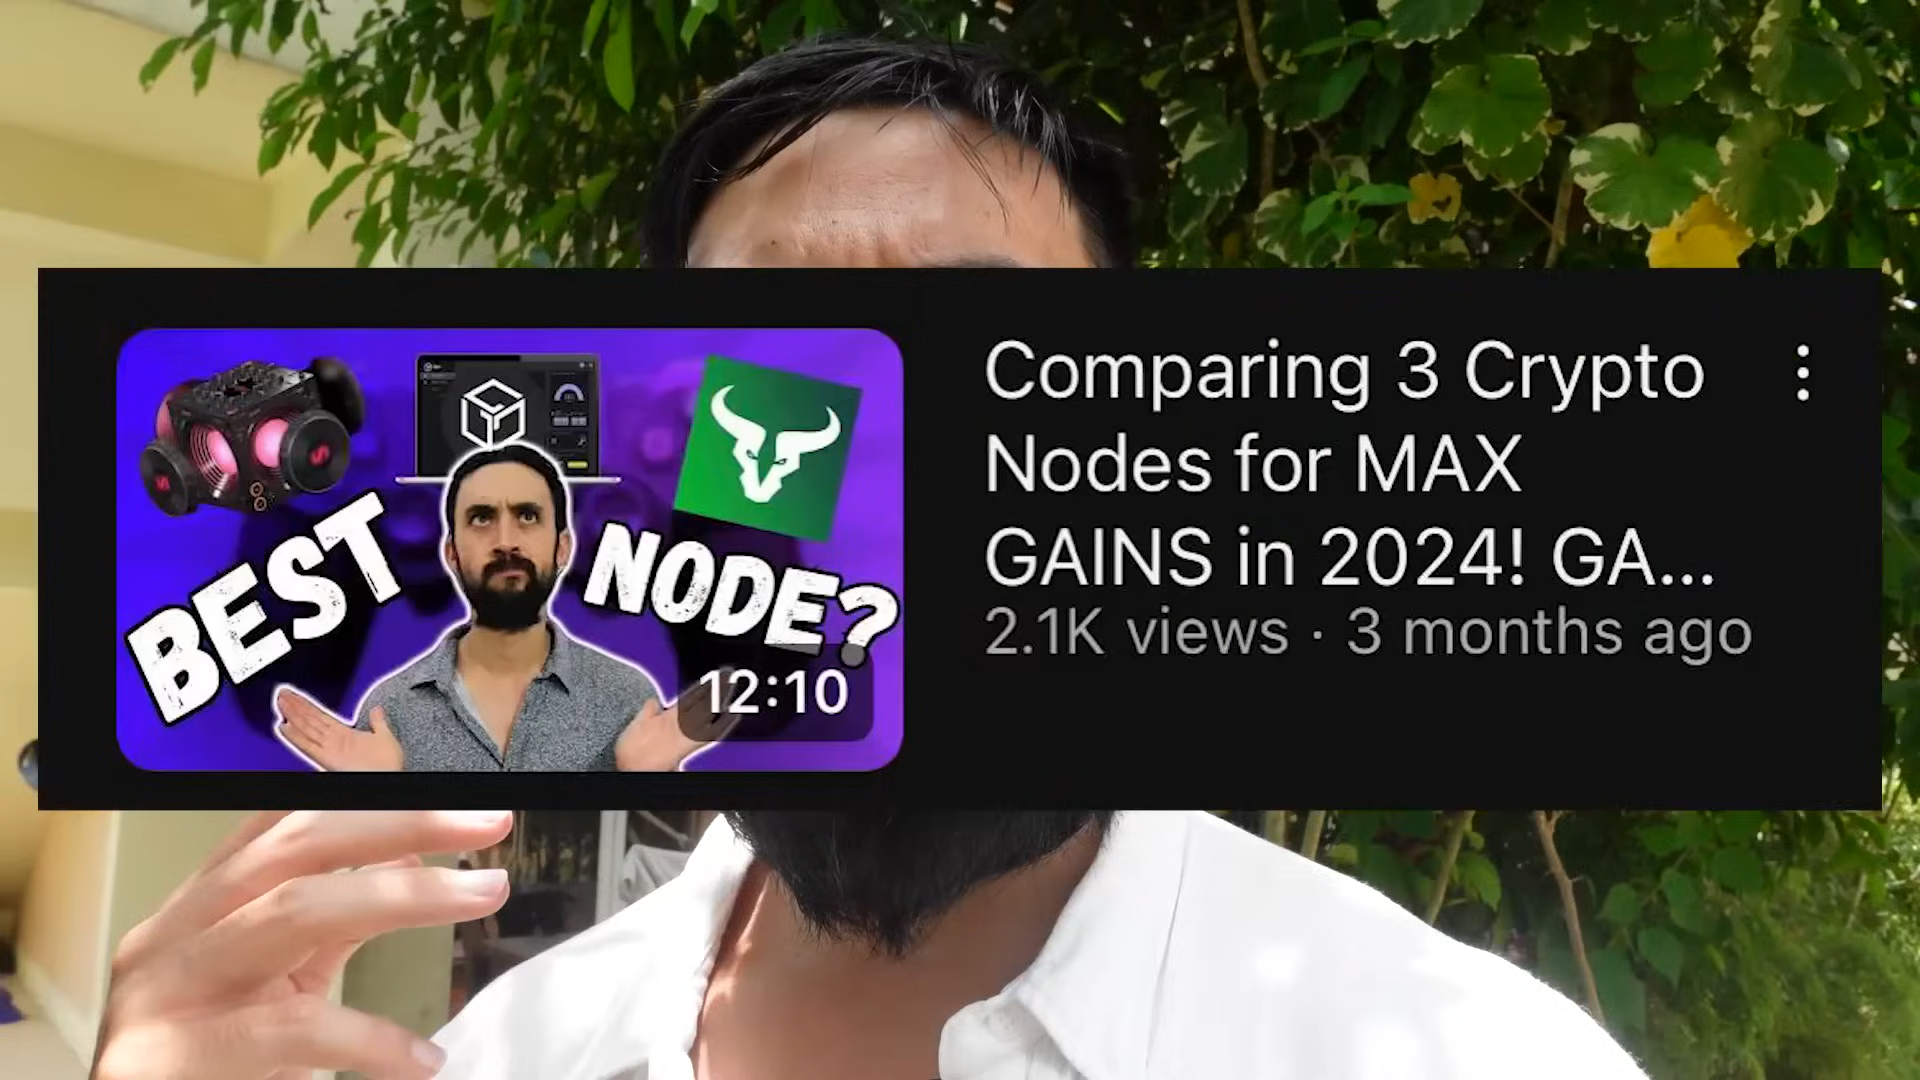 BEST
NODE?
12:10
Comparing 3 Crypto
Nodes for MAX
GAINS in 2024! GA...
2.1K views · 3 months ago